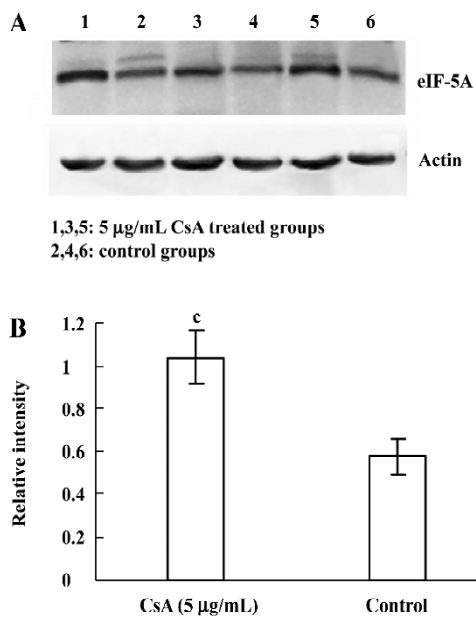 A
1 2 3 4 5 6
eIF-5A
Actin
1,3,5: 5 µg/mL CsA treated groups
2,4,6: control groups
B
Relative intensity
1.2
1
0.8
0.6
0.4
0.2
0
c
CsA (5 µg/mL) Control